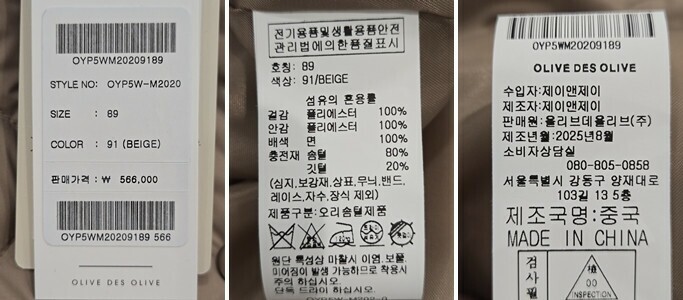 OYP5WM20209189
STYLE NO: OYP5W-M2020
SIZE : 89
COLOR : 91 (BEIGE)
판매가격 : ₩ 566,000
OYP5WM20209189 566
OLIVE DES OLIVE
전기용품및생활용품안전
관리법에의한품질표시
호칭: 89
색상: 91/BEIGE
섬유의 혼용률
겉감 폴리에스터 100%
안감 폴리에스터 100%
배색 면 100%
충전재 솜털 80%
깃털 20%
(심지,보강재,상표,무늬,밴드,
레이스,자수,장식 제외)
제품구분:오리솜털제품
원단 특성상 마찰시 이염, 보풀,
미어짐이 발생 가능하므로 착용시
주의 하십시오.
단독 드라이 하십시오.
OYP5WM20209189
OLIVE DES OLIVE
수입자:제이앤제이
제조자:제이앤제이
판매원:올리브데올리브(주)
제조년월:2025년8월
소비자상담실
080-805-0858
서울특별시 강동구 양재대로
103길 13 5층
제조국명:중국
MADE IN CHINA
검
사
필
00
INSPECTION